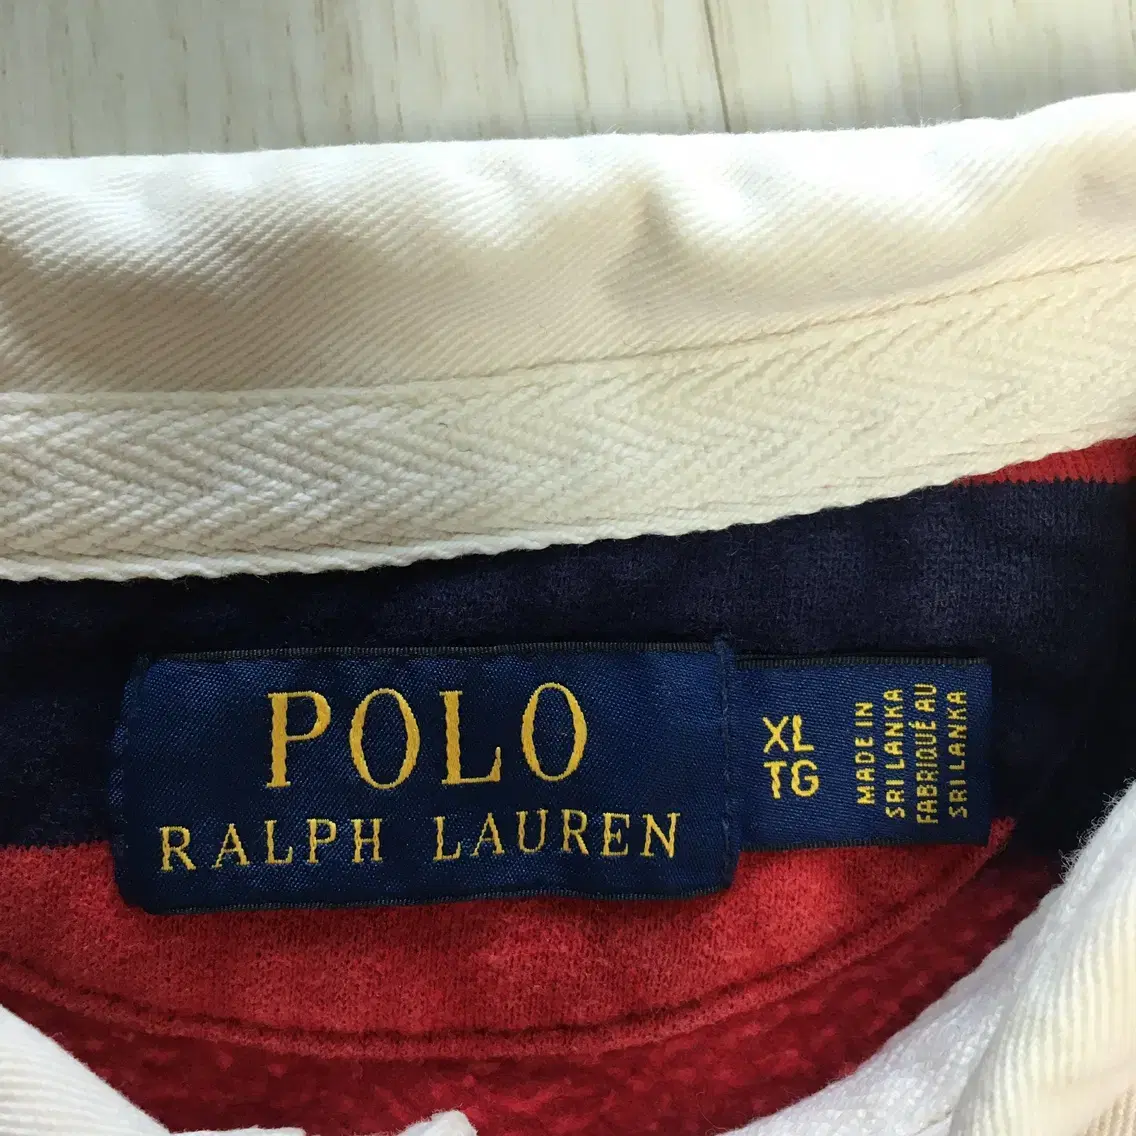 POLO
RALPH LAUREN
XL
TG
MADE IN
SRI LANKA
FABRIQUÉ AU
SRI LANKA